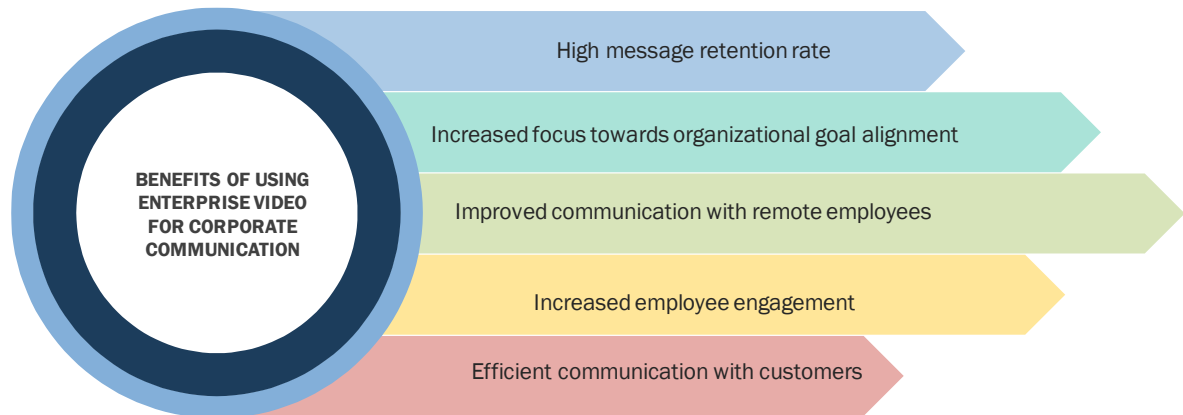 High message retention rate
Increased focus towards organizational goal alignment
BENEFITS OF USING
ENTERPRISE VIDEO
FOR CORPORATE
COMMUNICATION
Improved communication with remote employees
Increased employee engagement
Efficient communication with customers